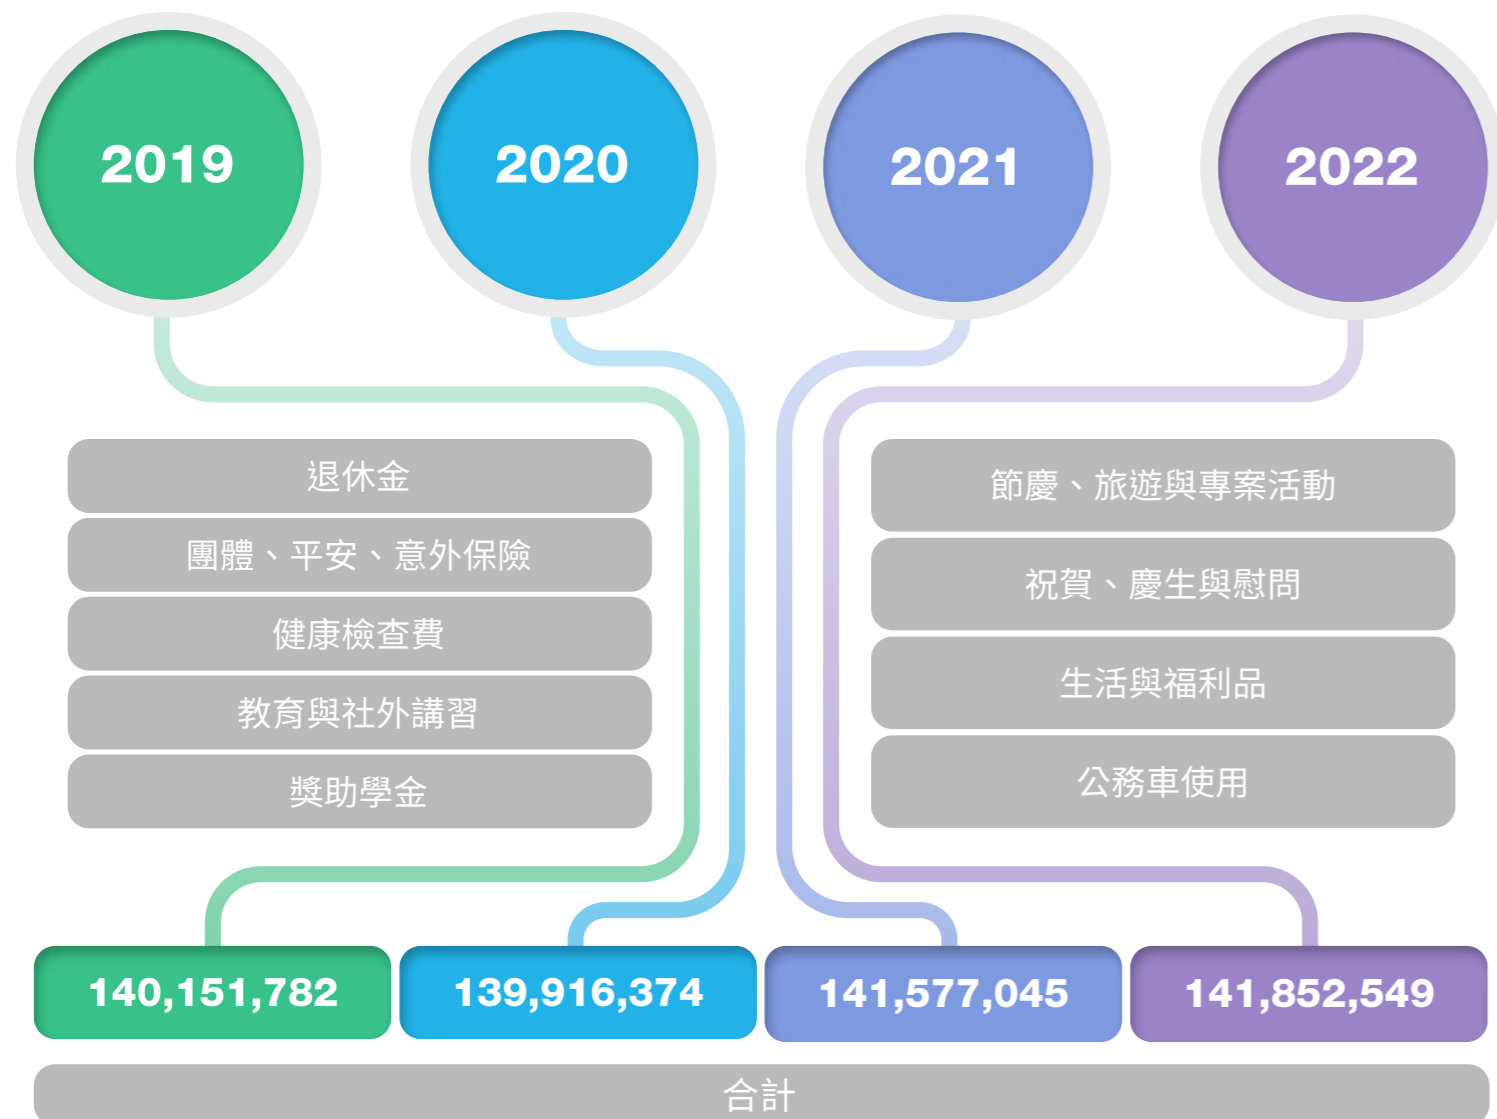 2019
2020
2021
2022
退休金
團體、平安、意外保險
健康檢查費
教育與社外講習
獎助學金
節慶、旅遊與專案活動
祝賀、慶生與慰問
生活與福利品
公務車使用
140,151,782
139,916,374
141,577,045
141,852,549
合計